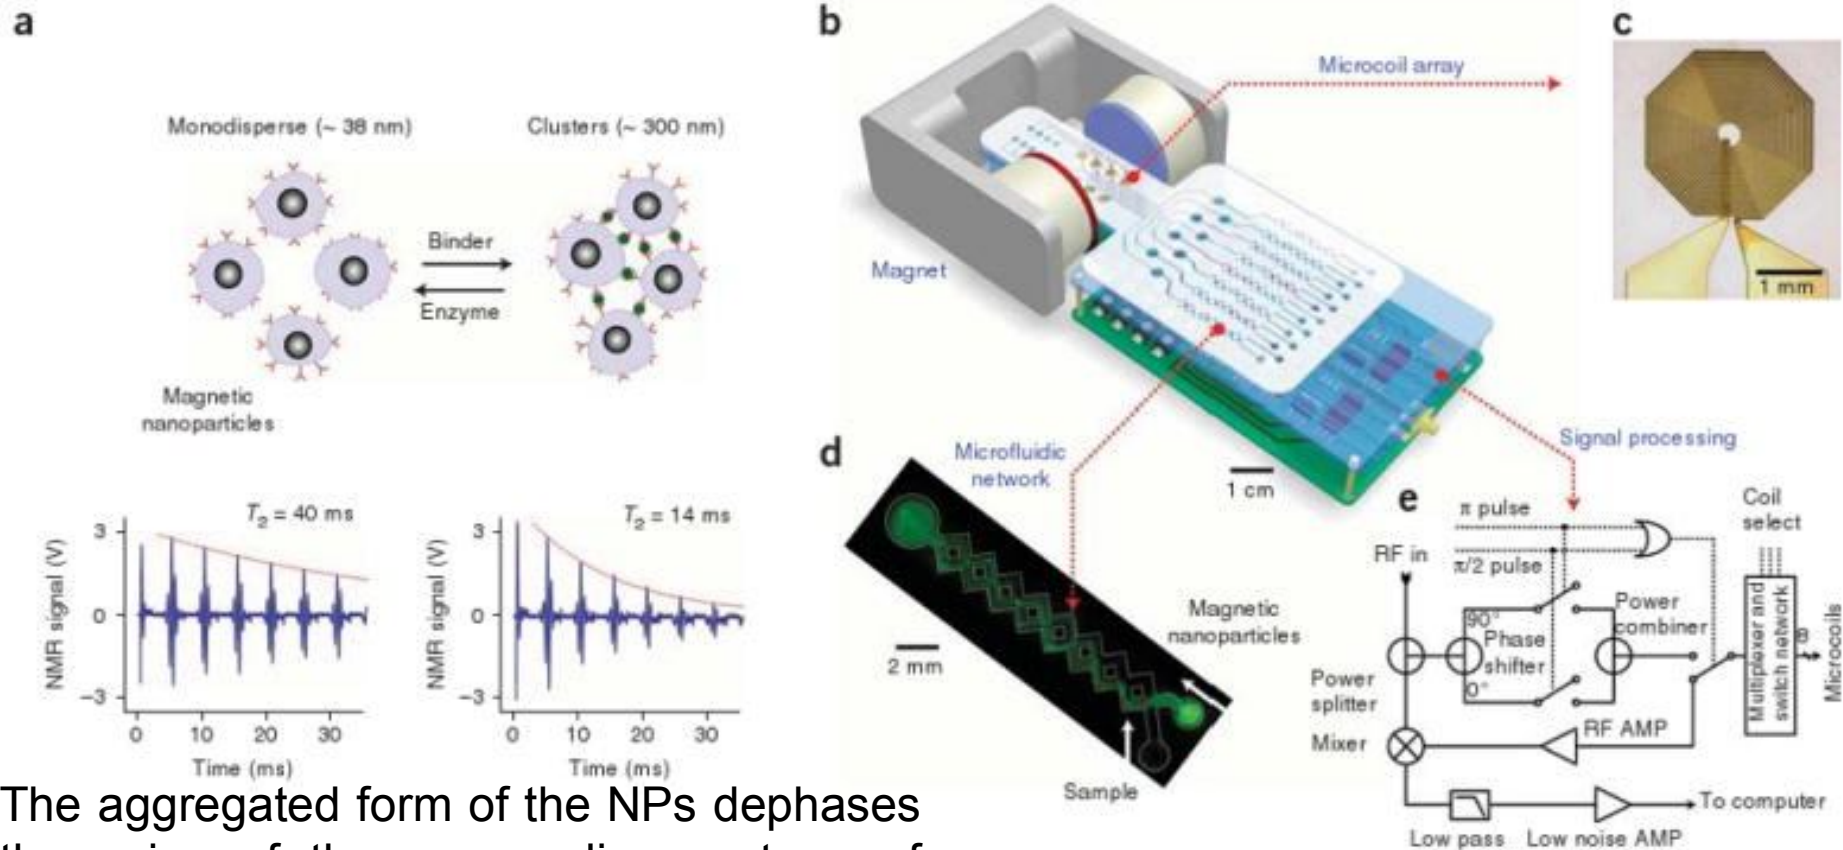 a
Monodisperse (~ 38 nm)
Clusters (~ 300 nm)
Binder
Enzyme
Magnetic
nanoparticles
T2 = 40 ms
NMR signal (V)
3
0
−3
0 10 20 30
Time (ms)
T2 = 14 ms
NMR signal (V)
3
0
−3
0 10 20 30
Time (ms)
b
Microcoil array
Magnet
1 cm
c
1 mm
d
Microfluidic
network
2 mm
Magnetic
nanoparticles
Sample
Signal processing
e
π pulse
RF in
π/2 pulse
Coil
select
90°
Phase
shifter
0°
Power
combiner
Power
splitter
Multiplexer and
switch network
8
Microcoils
RF AMP
Mixer
To computer
Low pass
Low noise AMP
The aggregated form of the NPs dephases